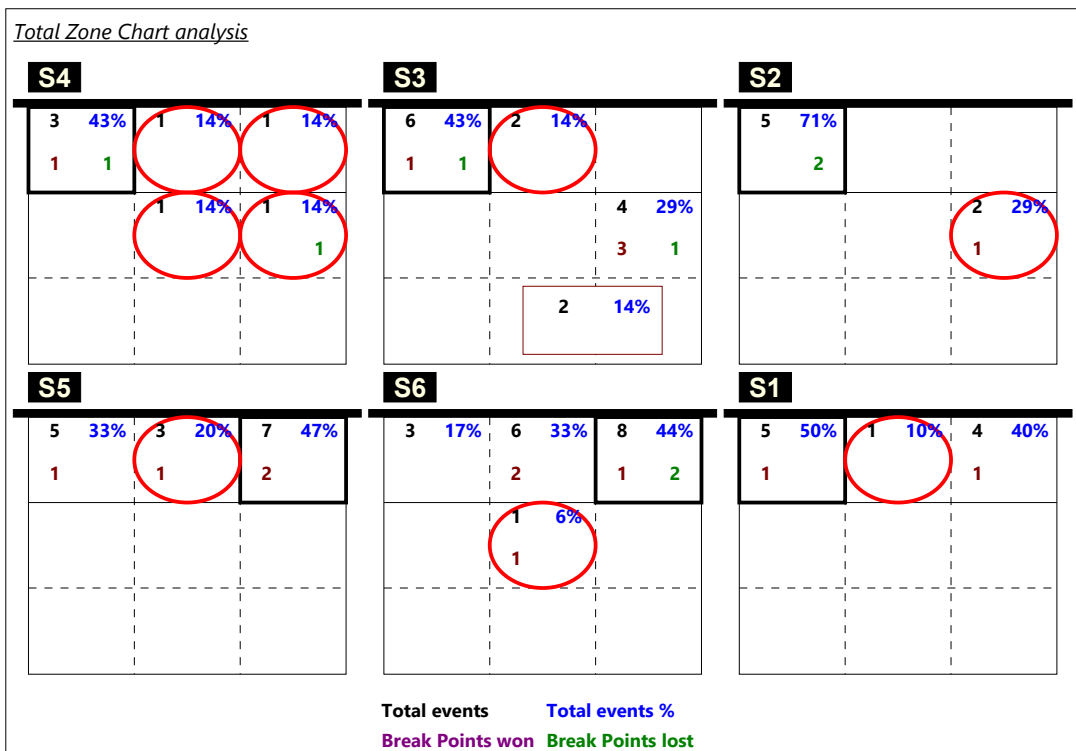 Total Zone Chart analysis
S4 S3 S2
3 43% 1 14% 1 14% 6 43% 2 14% 5 71%
1 1 1 1 2
1 14% 1 14% 4 29% 2 29%
1 3 1 1
2 14%
S5 S6 S1
5 33% 3 20% 7 47% 3 17% 6 33% 8 44% 5 50% 1 10% 4 40%
1 1 2 2 1 2 1 1
1 6%
1
Total events Total events %
Break Points won Break Points lost